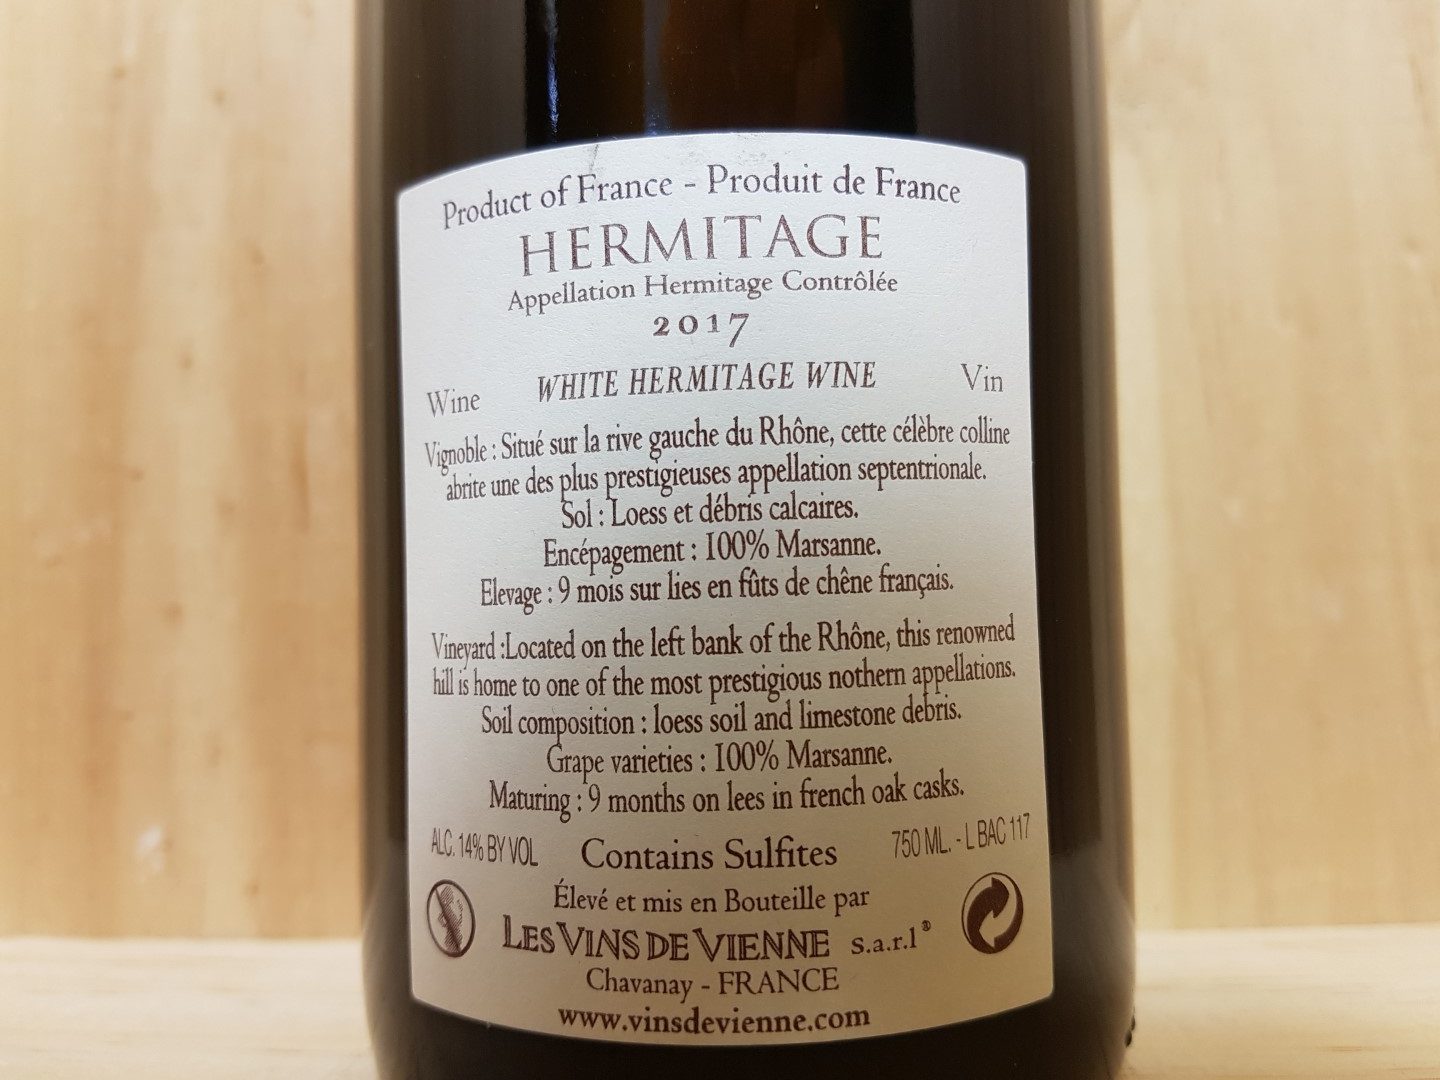 Product of France - Produit de France
HERMITAGE
Appellation Hermitage Contrôlée
2017
Wine WHITE HERMITAGE WINE Vin
Vignoble : Situé sur la rive gauche du Rhône, cette célèbre colline
abrite une des plus prestigieuses appellation septentrionale.
Sol : Loess et débris calcaires.
Encépagement : 100% Marsanne.
Elevage : 9 mois sur lies en fûts de chêne français.
Vineyard :Located on the left bank of the Rhône, this renowned
hill is home to one of the most prestigious nothern appellations.
Soil composition : loess soil and limestone debris.
Grape varieties : 100% Marsanne.
Maturing : 9 months on lees in french oak casks.
ALC. 14% BY VOL Contains Sulfites 750 ML. - L BAC 117
Élevé et mis en Bouteille par
LES VINS DE VIENNE s.a.r.l®
Chavanay - FRANCE
www.vinsdevienne.com